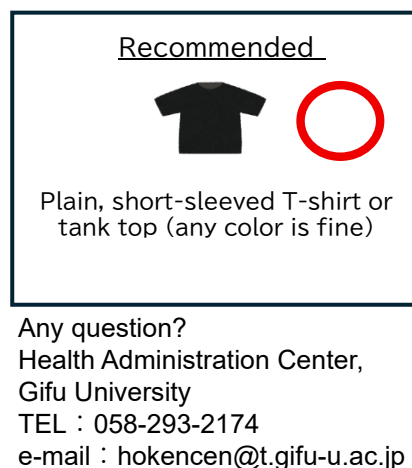 Recommended
Plain, short-sleeved T-shirt or
tank top (any color is fine)
Any question?
Health Administration Center,
Gifu University
TEL：058-293-2174
e-mail：hokencen@t.gifu-u.ac.jp